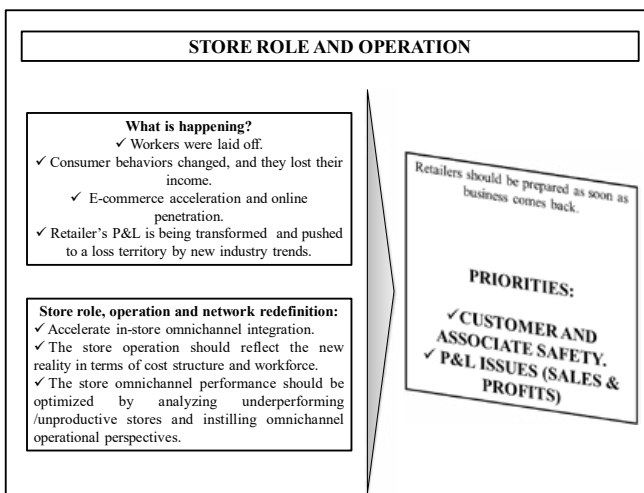 STORE ROLE AND OPERATION
What is happening?
✓ Workers were laid off.
✓ Consumer behaviors changed, and they lost their
income.
✓ E-commerce acceleration and online
penetration.
✓ Retailer's P&L is being transformed and pushed
to a loss territory by new industry trends.
Store role, operation and network redefinition:
✓ Accelerate in-store omnichannel integration.
✓ The store operation should reflect the new
reality in terms of cost structure and workforce.
✓ The store omnichannel performance should be
optimized by analyzing underperforming
/unproductive stores and instilling omnichannel
operational perspectives.
Retailers should be prepared as soon as
business comes back.
PRIORITIES:
✓ CUSTOMER AND
ASSOCIATE SAFETY.
✓ P&L ISSUES (SALES &
PROFITS)